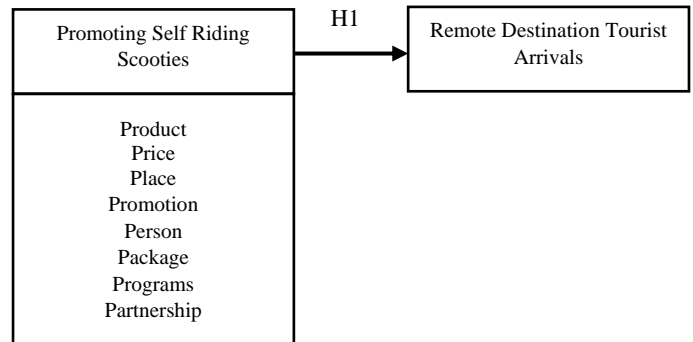 Promoting Self Riding
Scooties
H1
Remote Destination Tourist
Arrivals
Product
Price
Place
Promotion
Person
Package
Programs
Partnership